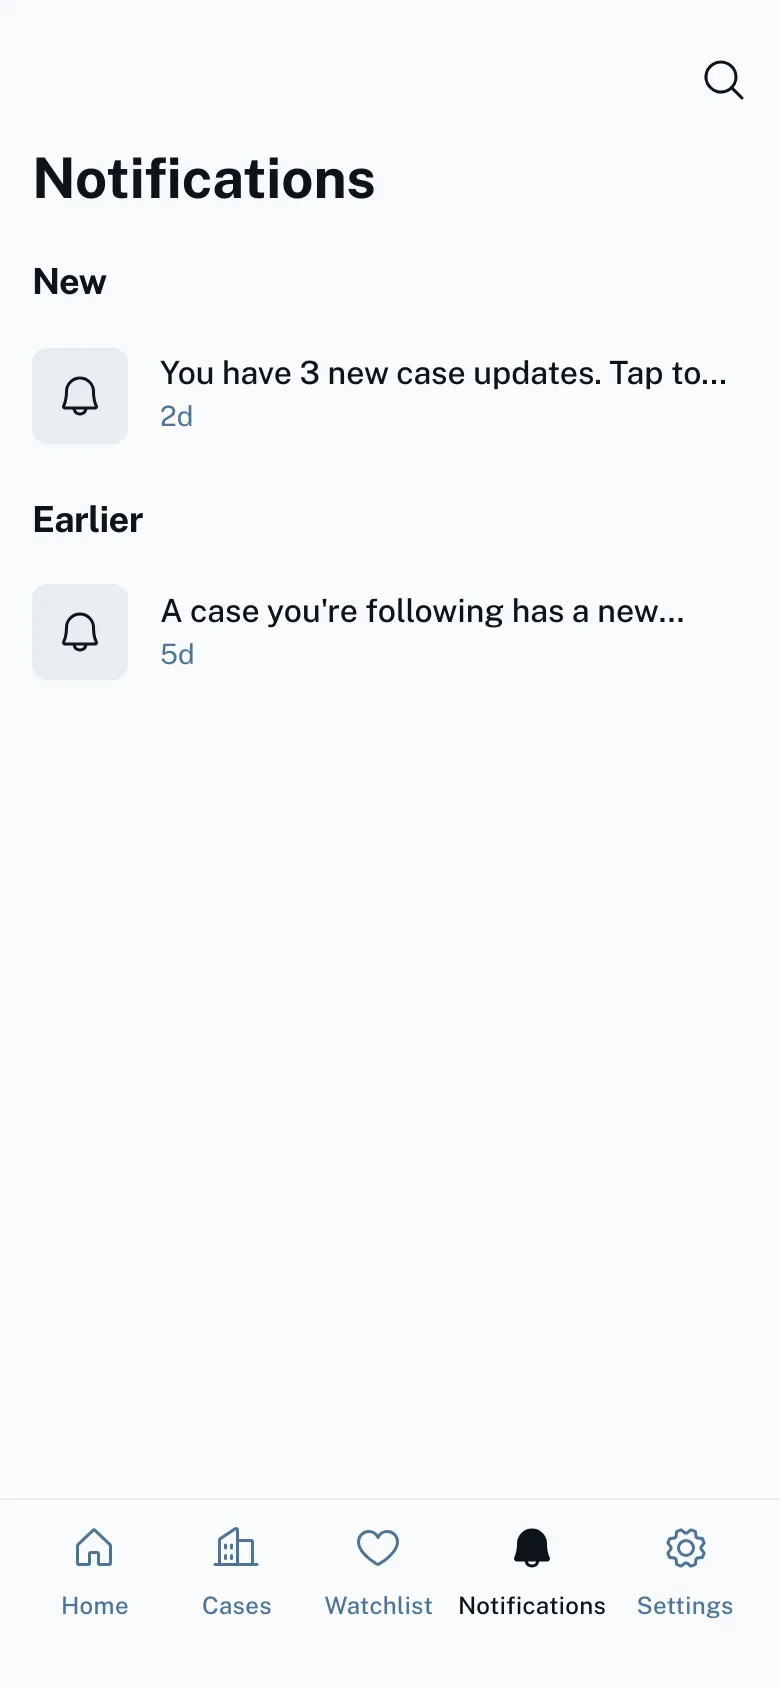 Notifications
New
You have 3 new case updates. Tap to...
2d
Earlier
A case you're following has a new...
5d
Home
Cases
Watchlist
Notifications
Settings